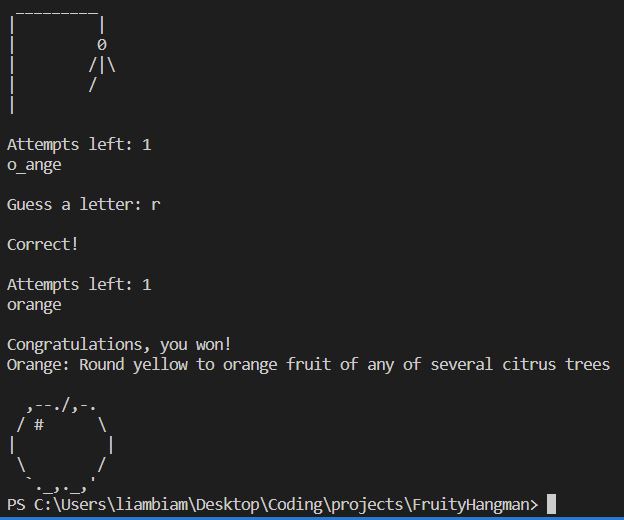 _________
|         |
|         0
|        /|\
|        /
|

Attempts left: 1
o_ange

Guess a letter: r

Correct!

Attempts left: 1
orange

Congratulations, you won!
Orange: Round yellow to orange fruit of any of several citrus trees

  ,--./,-.
 / #      \
|          |
 \        /
  `._,._,'
PS C:\Users\liambiam\Desktop\Coding\projects\FruityHangman>